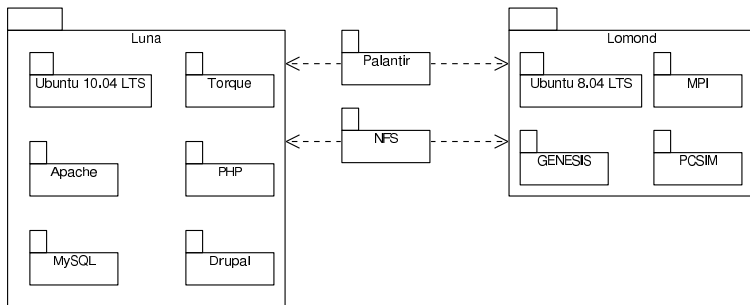 Luna
Lomond
Palantir
Ubuntu 10.04 LTS
Torque
Ubuntu 8.04 LTS
MPI
NFS
Apache
PHP
GENESIS
PCSIM
MySQL
Drupal